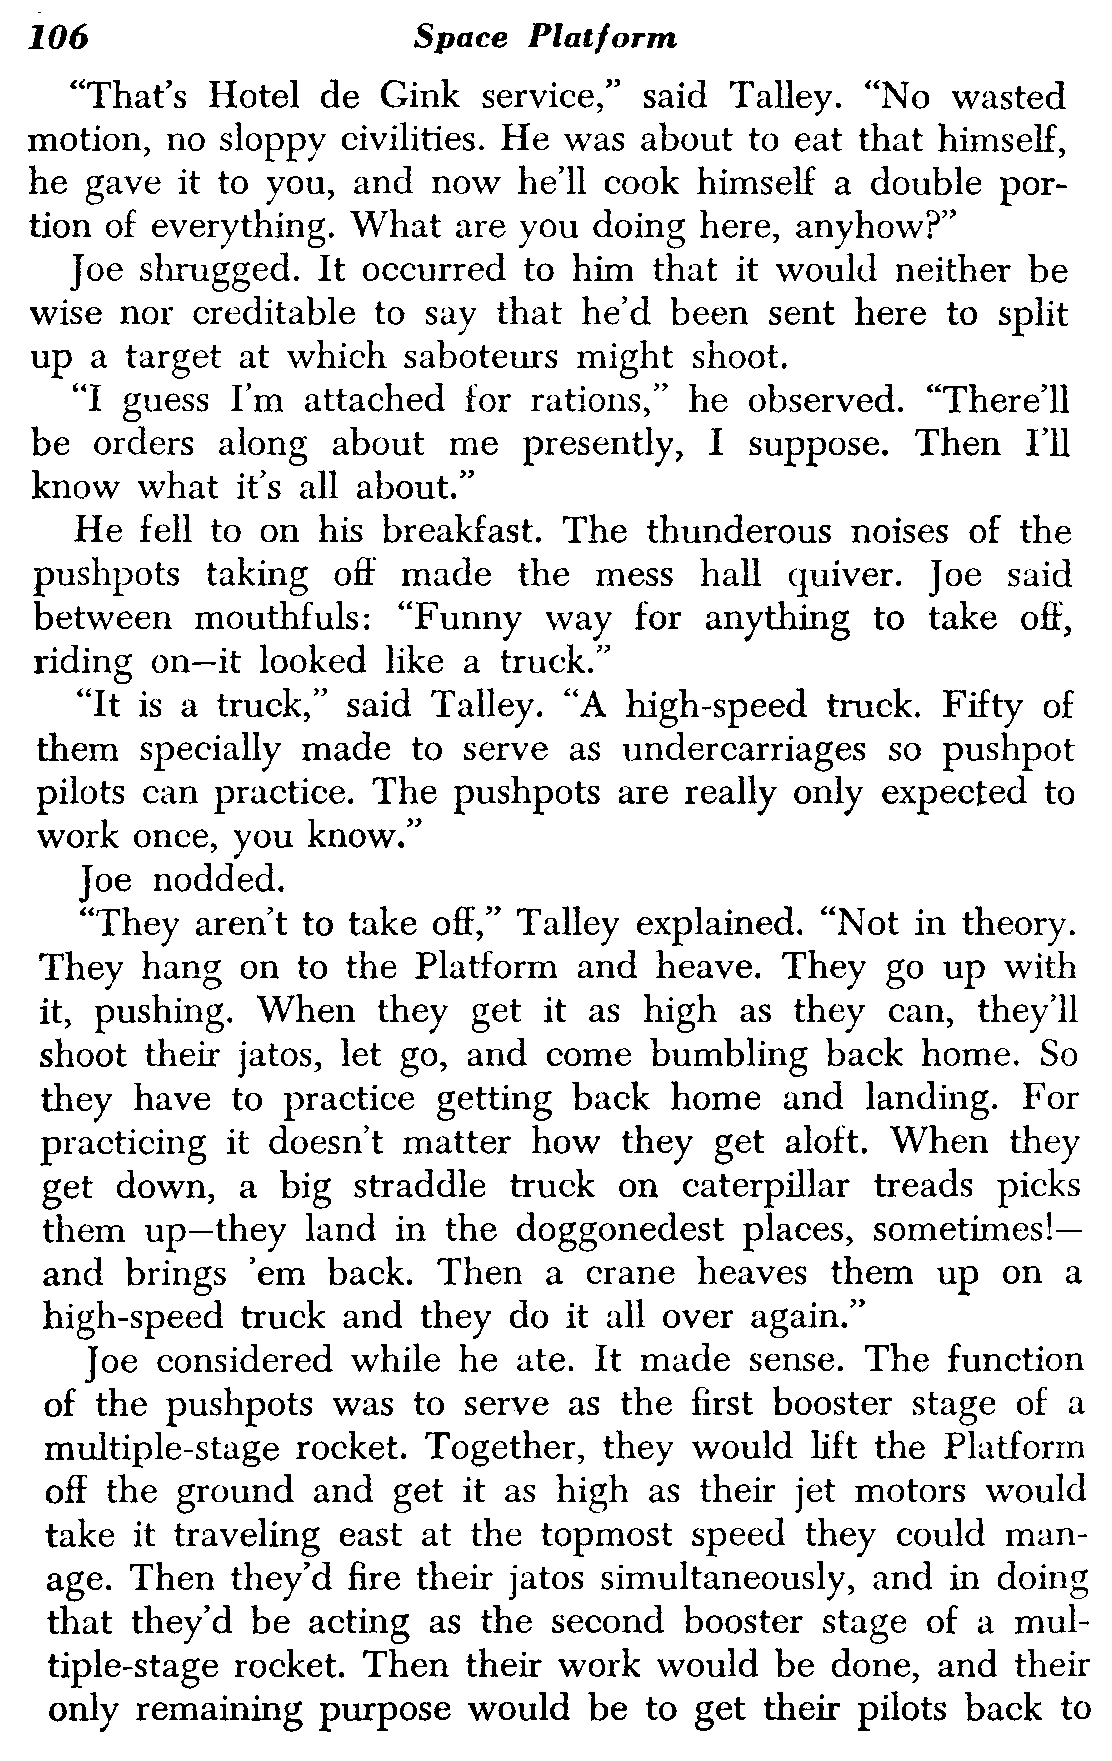 106 Space Platform
“That’s Hotel de Gink service,” said Talley. “No wasted
motion, no sloppy civilities. He was about to eat that himself,
he gave it to you, and now he’ll cook himself a double por-
tion of everything. What are you doing here, anyhow?”
Joe shrugged. It occurred to him that it would neither be
wise nor creditable to say that he’d been sent here to split
up a target at which saboteurs might shoot.
“I guess I’m attached for rations,” he observed. “There’ll
be orders along about me presently, I suppose. Then I’ll
know what it’s all about.”
He fell to on his breakfast. The thunderous noises of the
pushpots taking off made the mess hall quiver. Joe said
between mouthfuls: “Funny way for anything to take off,
riding on—it looked like a truck.”
“It is a truck,” said Talley. “A high-speed truck. Fifty of
them specially made to serve as undercarriages so pushpot
pilots can practice. The pushpots are really only expected to
work once, you know.”
Joe nodded.
“They aren’t to take off,” Talley explained. “Not in theory.
They hang on to the Platform and heave. They go up with
it, pushing. When they get it as high as they can, they’ll
shoot their jatos, let go, and come bumbling back home. So
they have to practice getting back home and landing. For
practicing it doesn’t matter how they get aloft. When they
get down, a big straddle truck on caterpillar treads picks
them up—they land in the doggonedest places, sometimes!—
and brings ’em back. Then a crane heaves them up on a
high-speed truck and they do it all over again.”
Joe considered while he ate. It made sense. The function
of the pushpots was to serve as the first booster stage of a
multiple-stage rocket. Together, they would lift the Platform
off the ground and get it as high as their jet motors would
take it traveling east at the topmost speed they could man-
age. Then they’d fire their jatos simultaneously, and in doing
that they’d be acting as the second booster stage of a mul-
tiple-stage rocket. Then their work would be done, and their
only remaining purpose would be to get their pilots back to